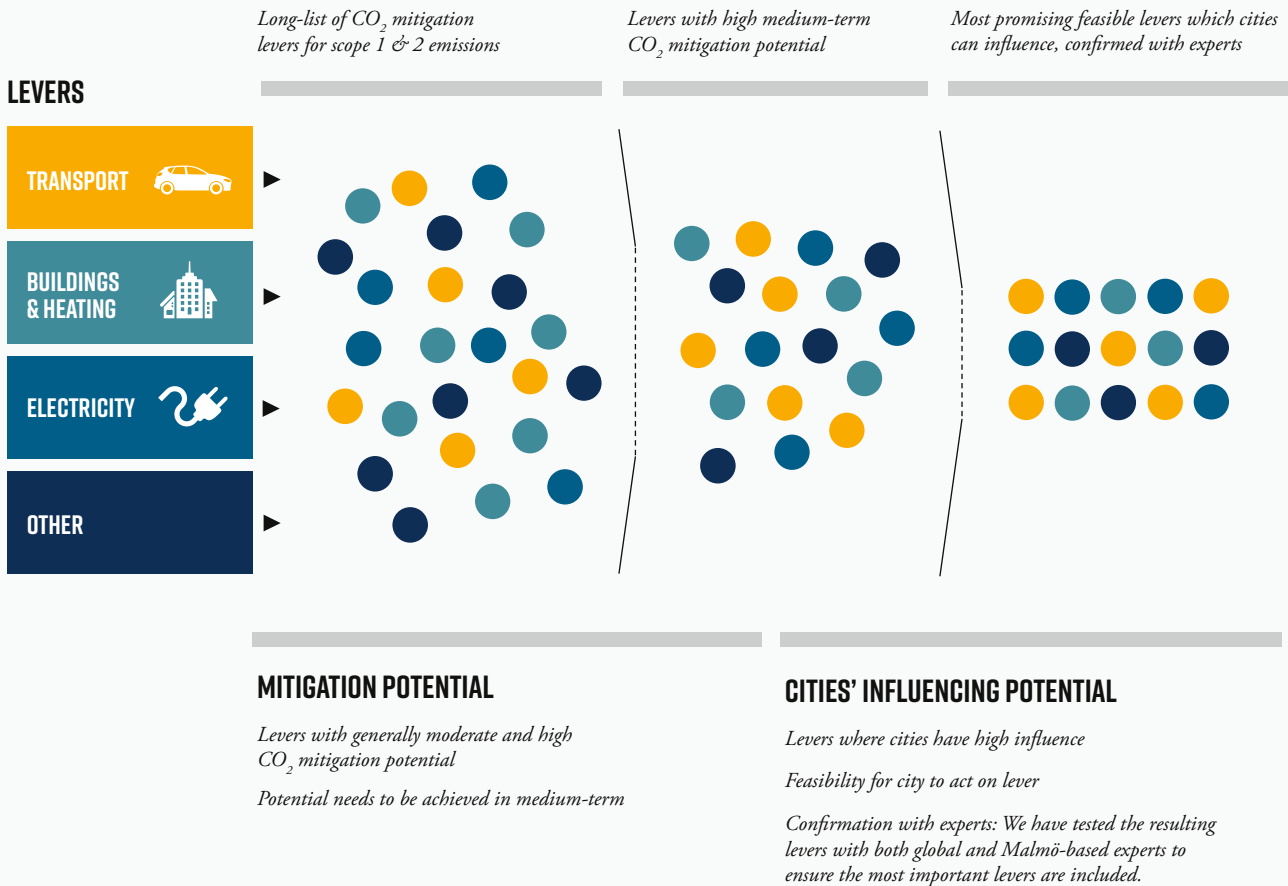 Long-list of CO₂ mitigation
levers for scope 1 & 2 emissions
Levers with high medium-term
CO₂ mitigation potential
Most promising feasible levers which cities
can influence, confirmed with experts
LEVERS
TRANSPORT
BUILDINGS
& HEATING
ELECTRICITY
OTHER
MITIGATION POTENTIAL
Levers with generally moderate and high
CO₂ mitigation potential
Potential needs to be achieved in medium-term
CITIES' INFLUENCING POTENTIAL
Levers where cities have high influence
Feasibility for city to act on lever
Confirmation with experts: We have tested the resulting
levers with both global and Malmö-based experts to
ensure the most important levers are included.